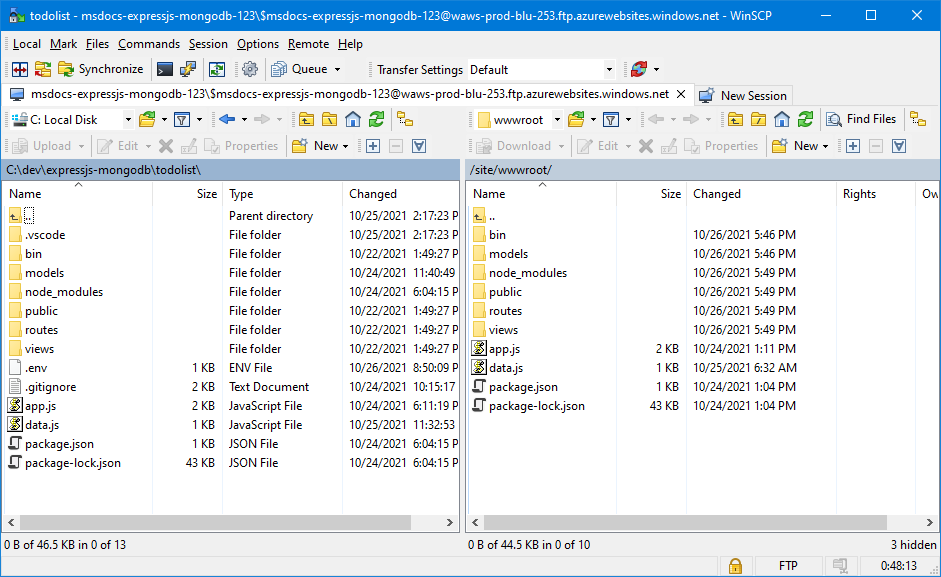 todolist - msdocs-expressjs-mongodb-123\$msdocs-expressjs-mongodb-123@waws-prod-blu-253.ftp.azurewebsites.windows.net - WinSCP
Local Mark Files Commands Session Options Remote Help
Synchronize Queue Transfer Settings Default
msdocs-expressjs-mongodb-123\$msdocs-expressjs-mongodb-123@waws-prod-blu-253.ftp.azurewebsites.windows.net New Session
C: Local Disk wwwroot Find Files
Upload Edit Properties New Download Edit Properties New
C:\dev\expressjs-mongodb\todolist\
Name Size Type Changed
.. Parent directory 10/25/2021 2:17:23 P
.vscode File folder 10/25/2021 2:17:23 P
bin File folder 10/22/2021 1:49:27 P
models File folder 10/24/2021 11:40:49
node_modules File folder 10/24/2021 6:04:15 P
public File folder 10/22/2021 1:49:27 P
routes File folder 10/22/2021 1:49:27 P
views File folder 10/22/2021 1:49:27 P
.env 1 KB ENV File 10/26/2021 8:50:09 P
.gitignore 2 KB Text Document 10/24/2021 10:15:17
app.js 2 KB JavaScript File 10/24/2021 6:11:19 P
data.js 1 KB JavaScript File 10/25/2021 11:32:53
package.json 1 KB JSON File 10/24/2021 6:04:15 P
package-lock.json 43 KB JSON File 10/24/2021 6:04:15 P
0 B of 46.5 KB in 0 of 13
/site/wwwroot/
Name Size Changed Rights Ow
..
bin 10/26/2021 5:46 PM
models 10/26/2021 5:46 PM
node_modules 10/26/2021 5:49 PM
public 10/26/2021 5:49 PM
routes 10/26/2021 5:49 PM
views 10/26/2021 5:49 PM
app.js 2 KB 10/24/2021 1:11 PM
data.js 1 KB 10/25/2021 6:32 AM
package.json 1 KB 10/24/2021 1:04 PM
package-lock.json 43 KB 10/24/2021 1:04 PM
0 B of 44.5 KB in 0 of 10 3 hidden
FTP 0:48:13